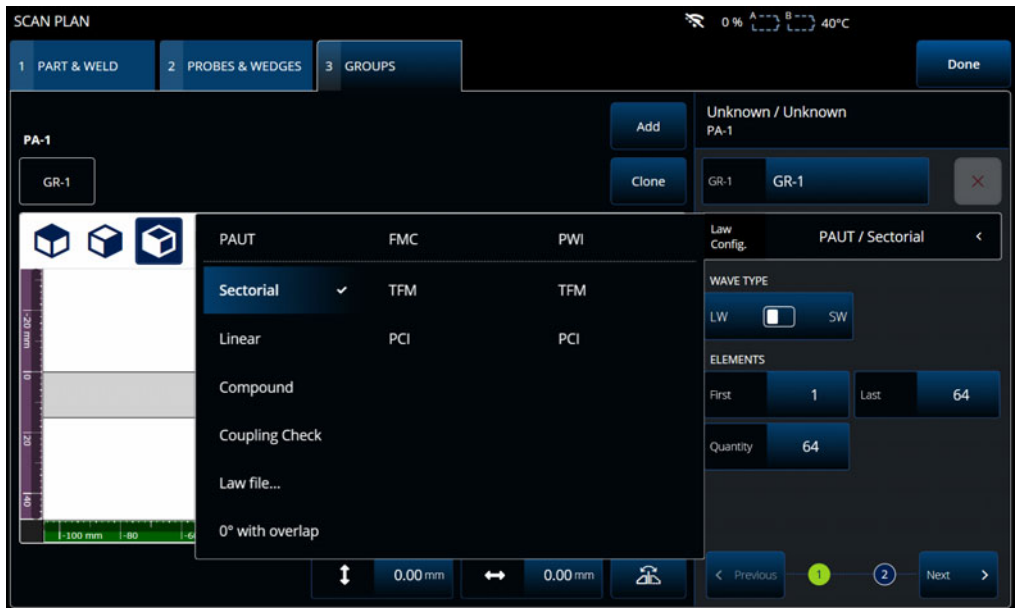 SCAN PLAN
0 % A B 40°C
1 PART & WELD 2 PROBES & WEDGES 3 GROUPS Done
PA-1
Add
Unknown / Unknown
PA-1
GR-1
Clone
GR-1 GR-1
PAUT FMC PWI
Sectorial TFM TFM
Linear PCI PCI
Compound
Coupling Check
Law file...
0° with overlap
Law Config. PAUT / Sectorial
WAVE TYPE
LW SW
ELEMENTS
First 1 Last 64
Quantity 64
-20 mm
0
20
40
-100 mm -80
0.00 mm 0.00 mm
Previous 1 2 Next